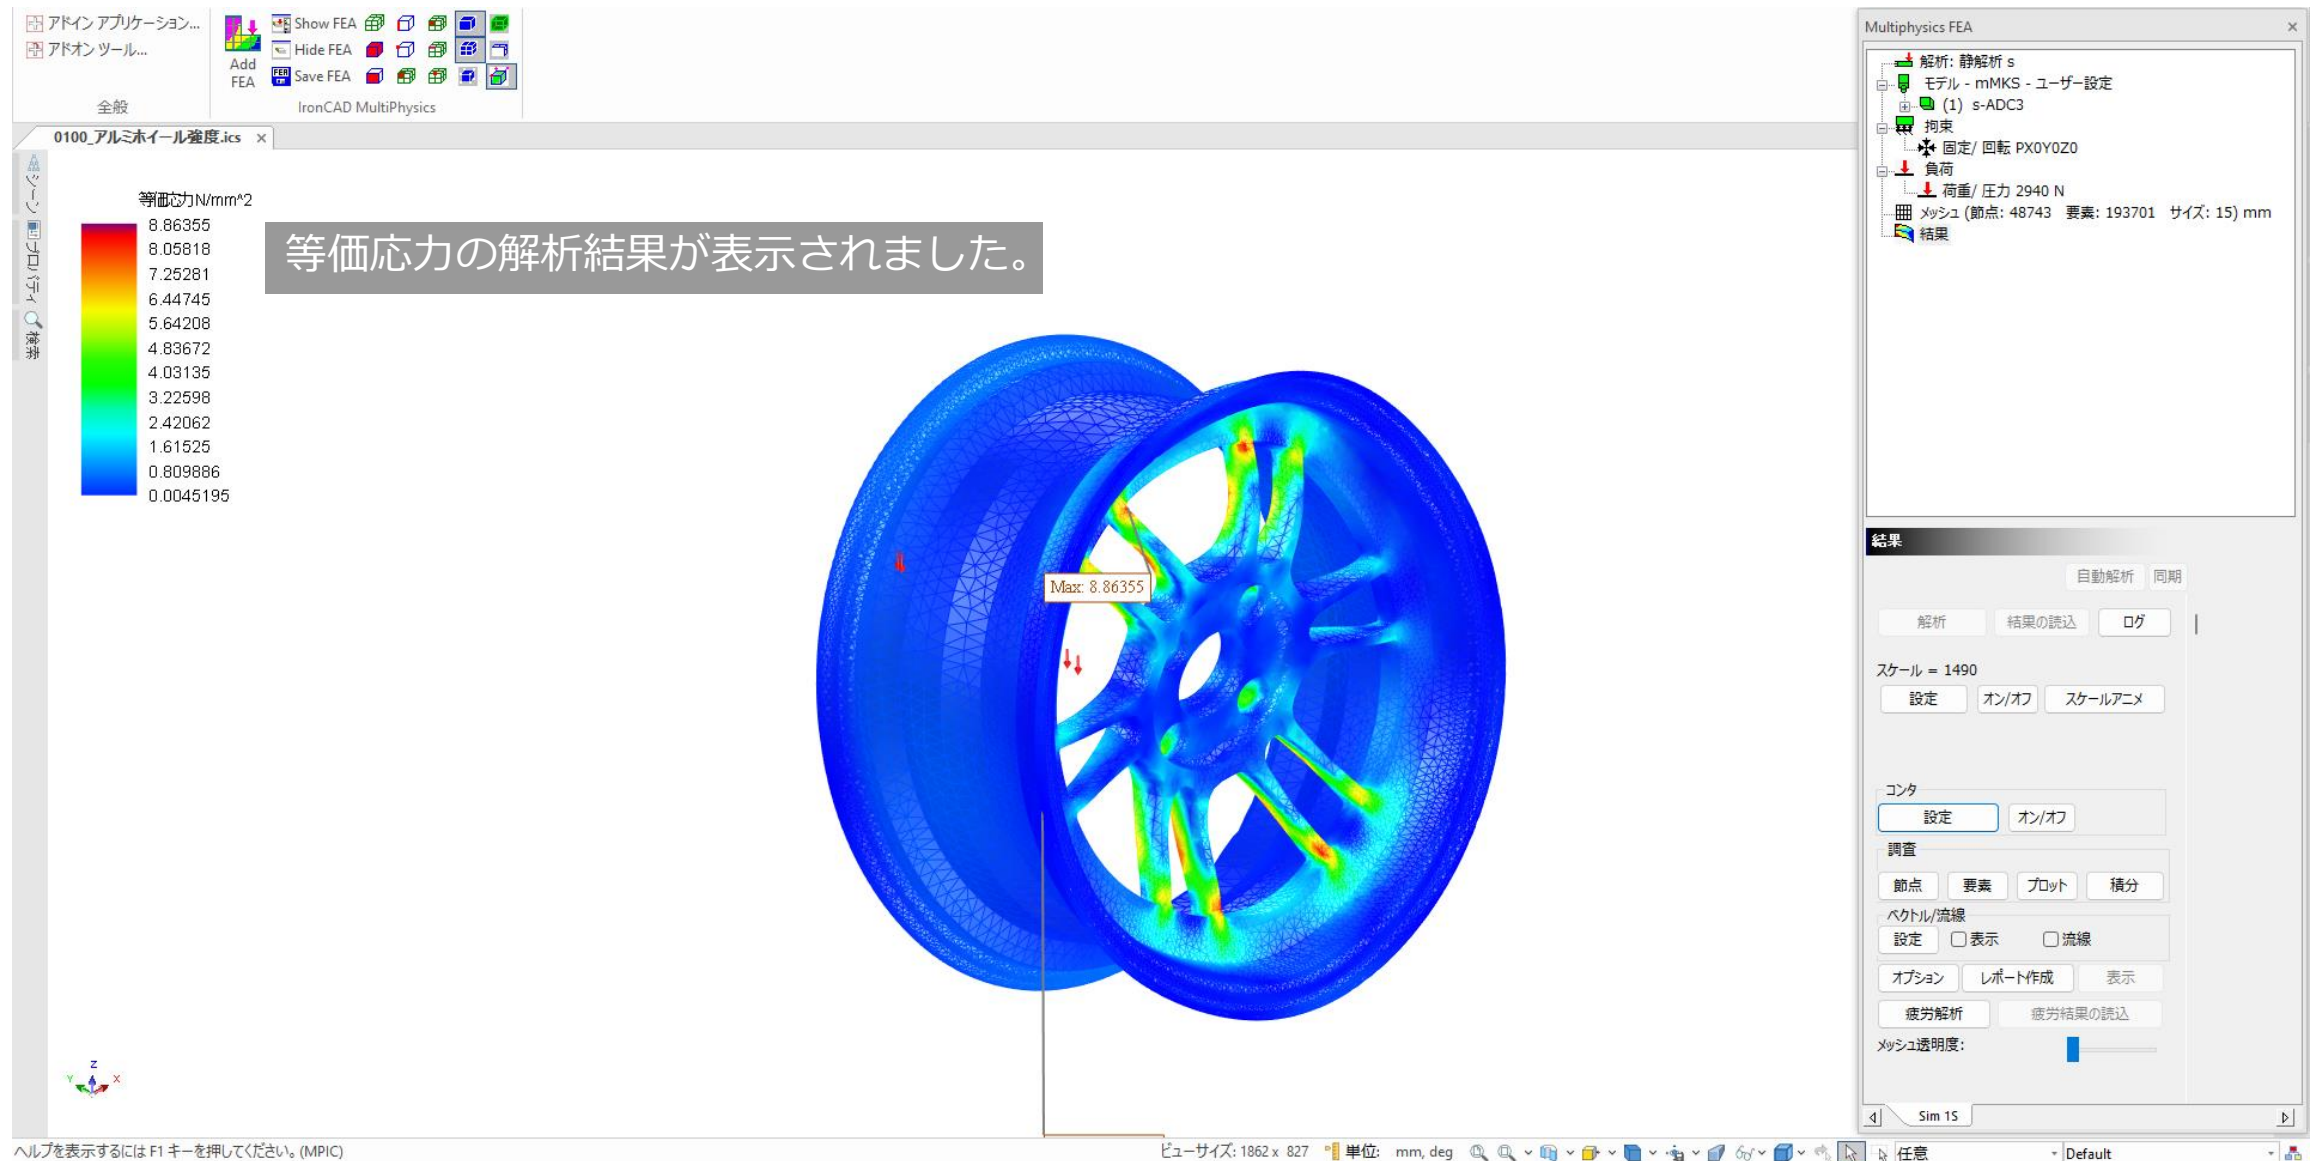 アドイン アプリケーション...
アドオン ツール...
全般
Add
FEA
Show FEA
Hide FEA
Save FEA
IronCAD MultiPhysics
0100_アルミホイール強度.ics ×
シーン
プロパティ
検索
等価応力N/mm^2
8.86355
8.05818
7.25281
6.44745
5.64208
4.83672
4.03135
3.22598
2.42062
1.61525
0.809886
0.0045195
等価応力の解析結果が表示されました。
Max: 8.86355
Z
Y
X
Multiphysics FEA
解析: 静解析 s
モデル - mMKS - ユーザー設定
(1) s-ADC3
拘束
固定/ 回転 PX0Y0Z0
負荷
荷重/ 圧力 2940 N
メッシュ (節点: 48743 要素: 193701 サイズ: 15) mm
結果
結果
自動解析 同期
解析 結果の読込 ログ
スケール = 1490
設定 オン/オフ スケールアニメ
コンタ
設定 オン/オフ
調査
節点 要素 プロット 積分
ベクトル/流線
設定 表示 流線
オプション レポート作成 表示
疲労解析 疲労結果の読込
メッシュ透明度:
Sim 1S
ヘルプを表示するには F1 キーを押してください。(MPIC)
ビューサイズ: 1862 x 827 単位: mm, deg 任意 Default